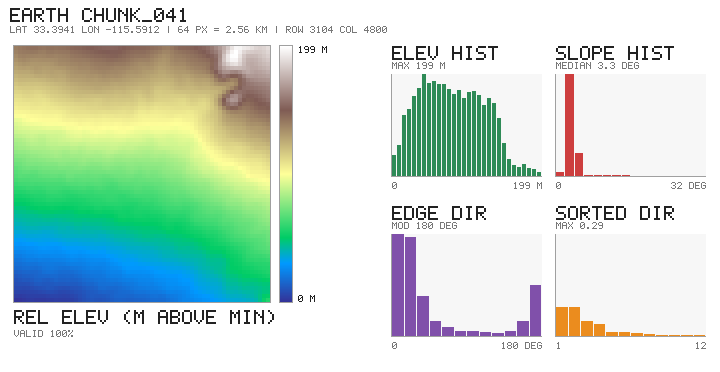 EARTH CHUNK_041
LAT 33.3941 LON -115.5912 | 64 PX = 2.56 KM | ROW 3104 COL 4800
199 M
0 M
REL ELEV (M ABOVE MIN)
VALID 100%
ELEV HIST
MAX 199 M
0 199 M
SLOPE HIST
MEDIAN 3.3 DEG
0 32 DEG
EDGE DIR
MOD 180 DEG
0 180 DEG
SORTED DIR
MAX 0.29
1 12